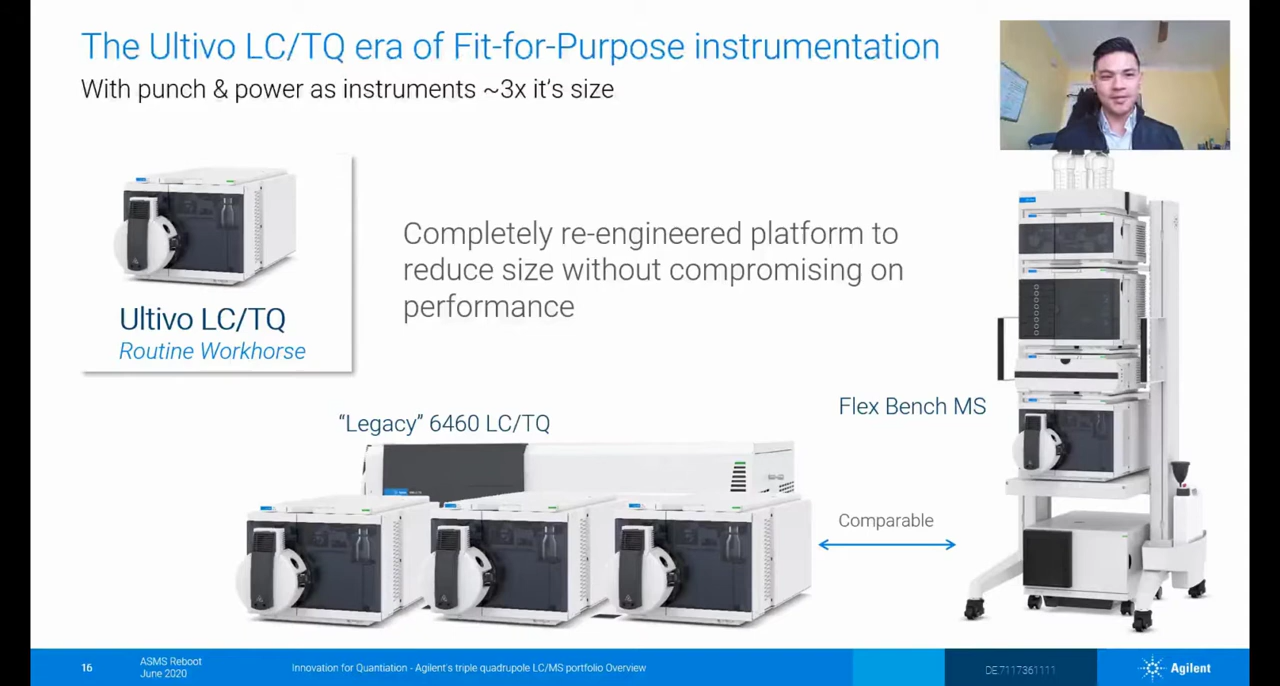 The Ultivo LC/TQ era of Fit-for-Purpose instrumentation
With punch & power as instruments ~3x it's size
Completely re-engineered platform to
reduce size without compromising on
performance
Ultivo LC/TQ
Routine Workhorse
“Legacy” 6460 LC/TQ
Flex Bench MS
Comparable
16
ASMS Reboot
June 2020
Innovation for Quantiation - Agilent's triple quadrupole LC/MS portfolio Overview
DE.7117361111
Agilent